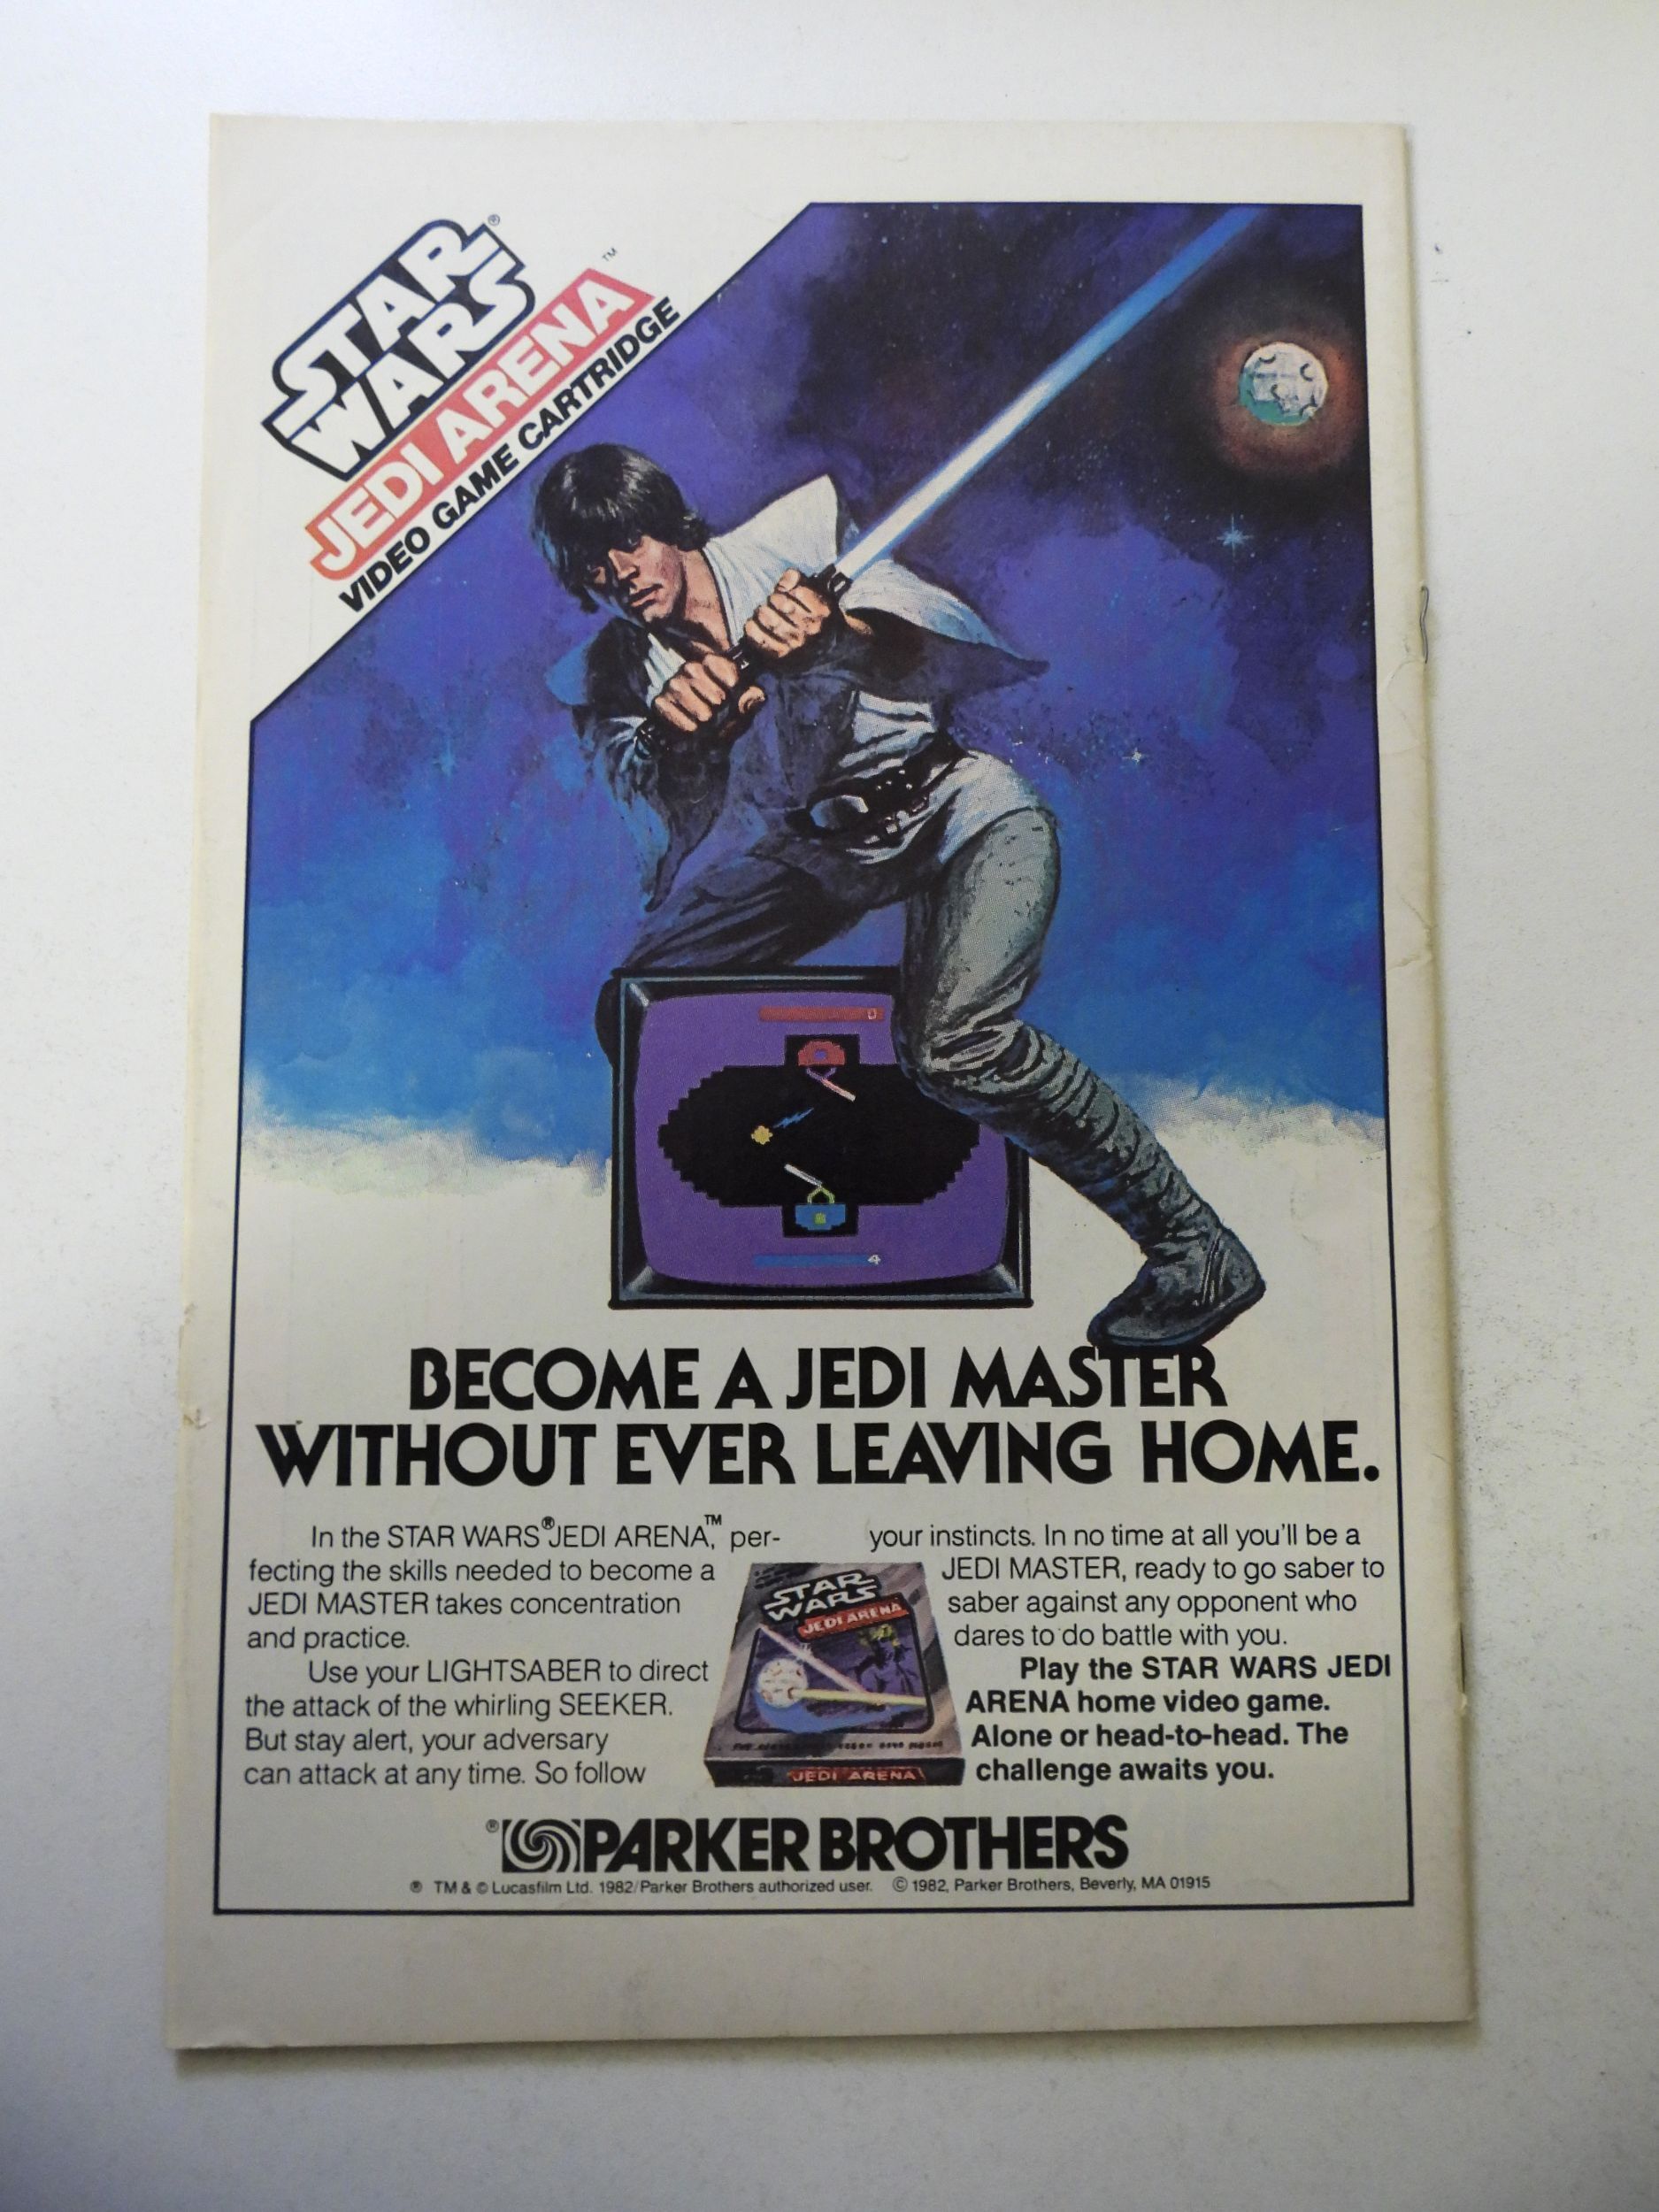 STAR ®
WARS
JEDI ARENA ™
VIDEO GAME CARTRIDGE
0
4
BECOME A JEDI MASTER
WITHOUT EVER LEAVING HOME.
In the STAR WARS® JEDI ARENA,™ per-
fecting the skills needed to become a
JEDI MASTER takes concentration
and practice.
Use your LIGHTSABER to direct
the attack of the whirling SEEKER.
But stay alert, your adversary
can attack at any time. So follow
your instincts. In no time at all you'll be a
JEDI MASTER, ready to go saber to
saber against any opponent who
dares to do battle with you.
Play the STAR WARS JEDI
ARENA home video game.
Alone or head-to-head. The
challenge awaits you.
STAR
WARS
JEDI ARENA
JEDI ARENA
® PARKER BROTHERS
® TM & © Lucasfilm Ltd. 1982/Parker Brothers authorized user. © 1982, Parker Brothers, Beverly, MA 01915